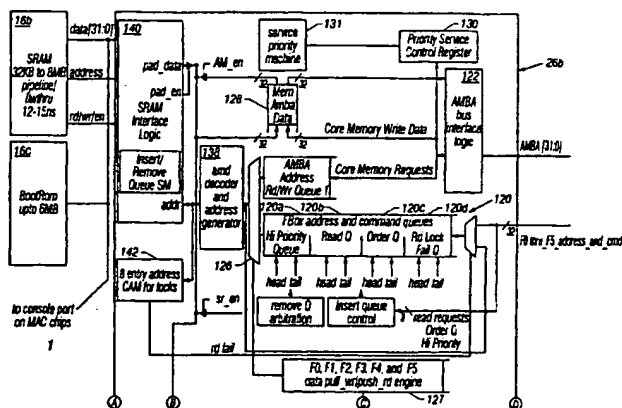 16b
SRAM
32KB to 8MB
pipeline/
flwthru
12-15ns
data[31:0]
address
rd/wr/en
16c
BootRom
upto 8MB
to console port
on MAC chips
1
140
SRAM
Interface
Logic
pad_data
pad_en
Insert/
Remove
Queue SM
addr
142
8 entry address
CAM for locks
AM_en
32
32
128
Mem
Amba
Data
32
32
131
service
priority
machine
130
Priority Service
Control Register
26b
122
AMBA
bus
interface
logic
AMBA [31:0]
Core Memory Write Data
Core Memory Requests
138
cmd
decoder
and
address
generator
126
AMBA
Address
Rd/Wr Queue
120a
120b
120c
120d
120
FBox address and command queues
Hi Priority
Queue
Read Q
Order Q
Rd Lock
Fail Q
32
head tail
head tail
head tail
head tail
sr_en
remove Q
arbitration
insert queue
control
read requests
Order Q
Hi Priority
rd fail
F0, F1, F2, F3, F4, and F5
data pull_wr/push_rd engine
127
A
B
C
D